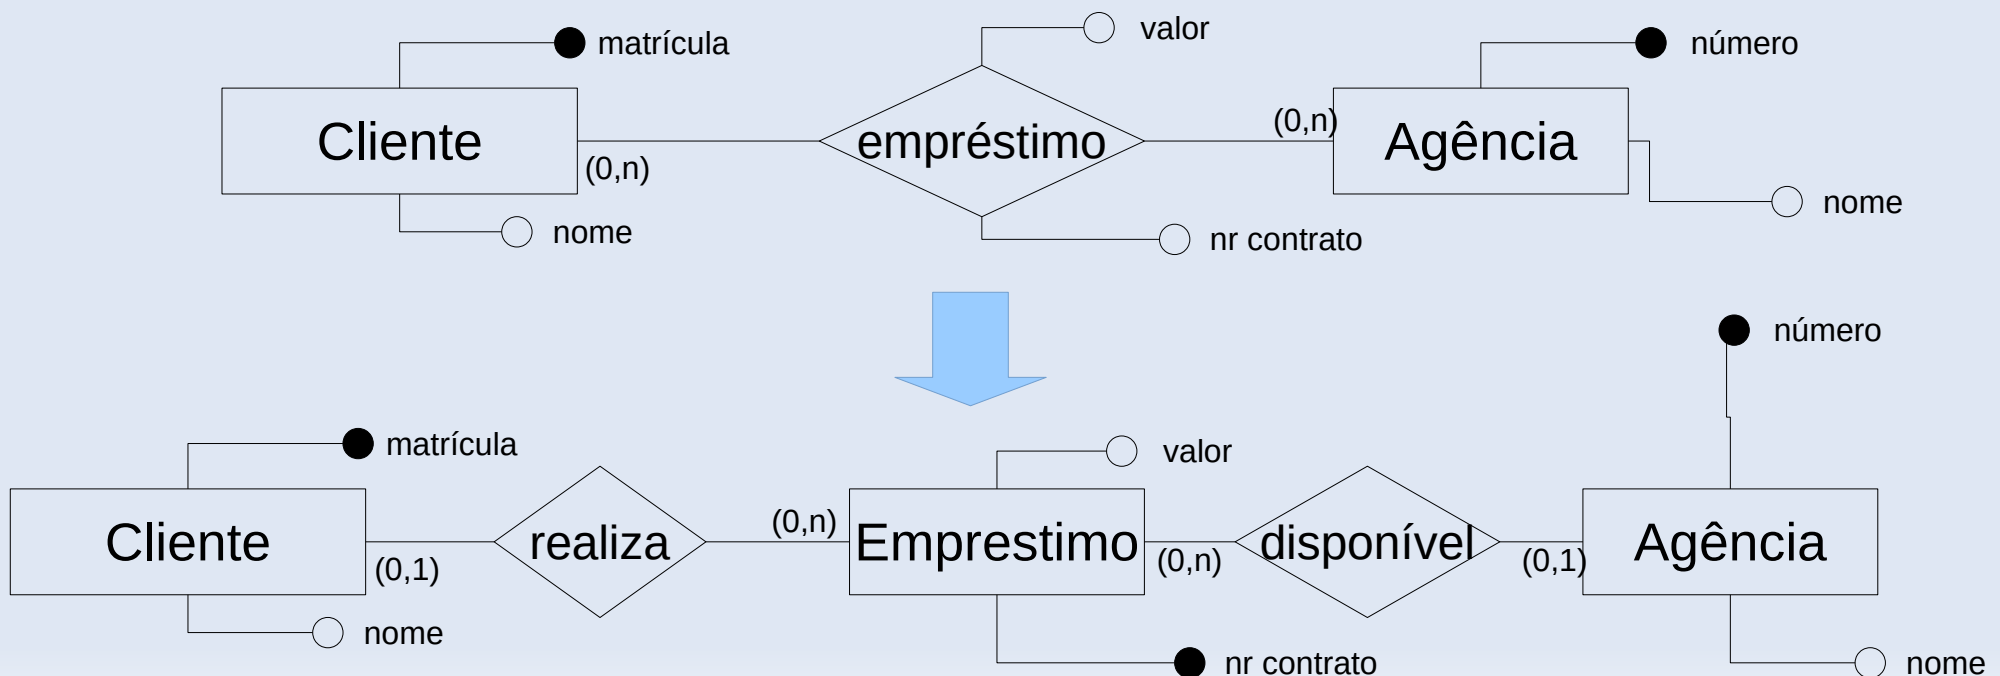 valor
matrícula
número
Cliente
(0,n)
empréstimo
(0,n)
Agência
nome
nr contrato
nome
número
matrícula
valor
Cliente
(0,1)
realiza
(0,n)
Emprestimo
(0,n)
disponível
(0,1)
Agência
nome
nr contrato
nome